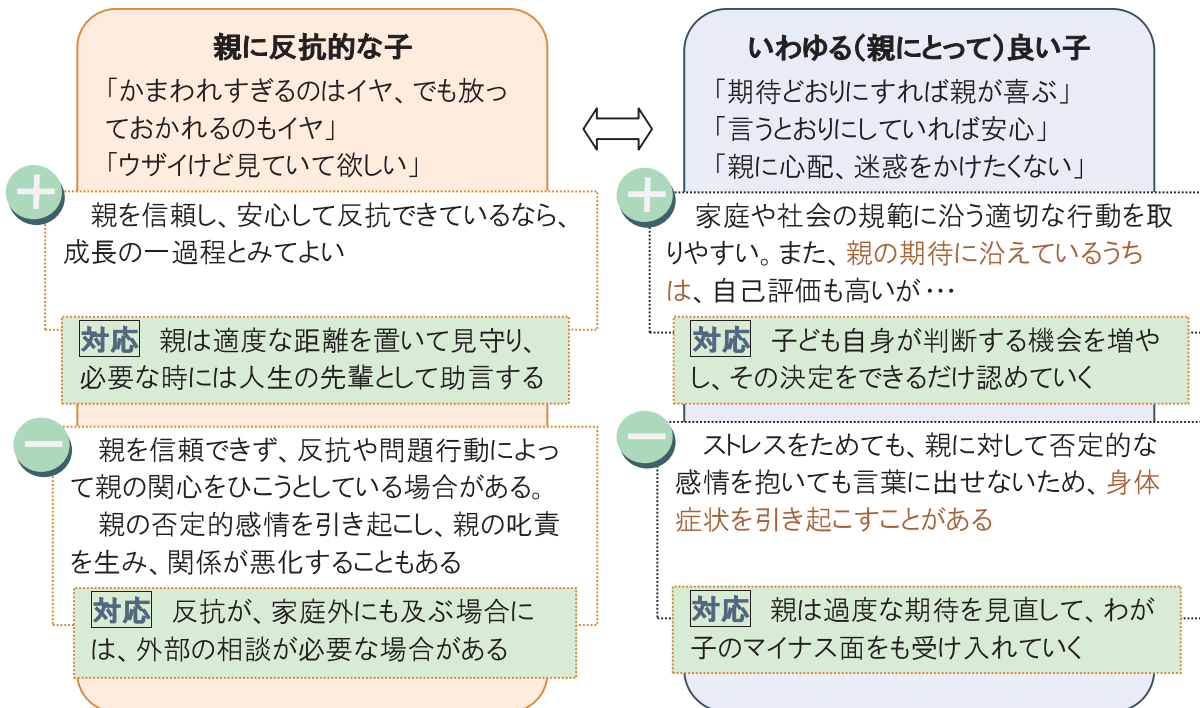 親に反抗的な子
「かまわれすぎるのはイヤ、でも放っ
ておかれるのもイヤ」
「ウザイけど見ていて欲しい」
+
親を信頼し、安心して反抗できているなら、
成長の一過程とみてよい
対応 親は適度な距離を置いて見守り、
必要な時には人生の先輩として助言する
−
親を信頼できず、反抗や問題行動によっ
て親の関心をひこうとしている場合がある。
親の否定的感情を引き起こし、親の叱責
を生み、関係が悪化することもある
対応 反抗が、家庭外にも及ぶ場合に
は、外部の相談が必要な場合がある
いわゆる(親にとって)良い子
「期待どおりにすれば親が喜ぶ」
「言うとおりにしていれば安心」
「親に心配、迷惑をかけたくない」
+
家庭や社会の規範に沿う適切な行動を取
りやすい。また、親の期待に沿えているうち
は、自己評価も高いが…
対応 子ども自身が判断する機会を増や
し、その決定をできるだけ認めていく
−
ストレスをためても、親に対して否定的な
感情を抱いても言葉に出せないため、身体
症状を引き起こすことがある
対応 親は過度な期待を見直して、わが
子のマイナス面をも受け入れていく